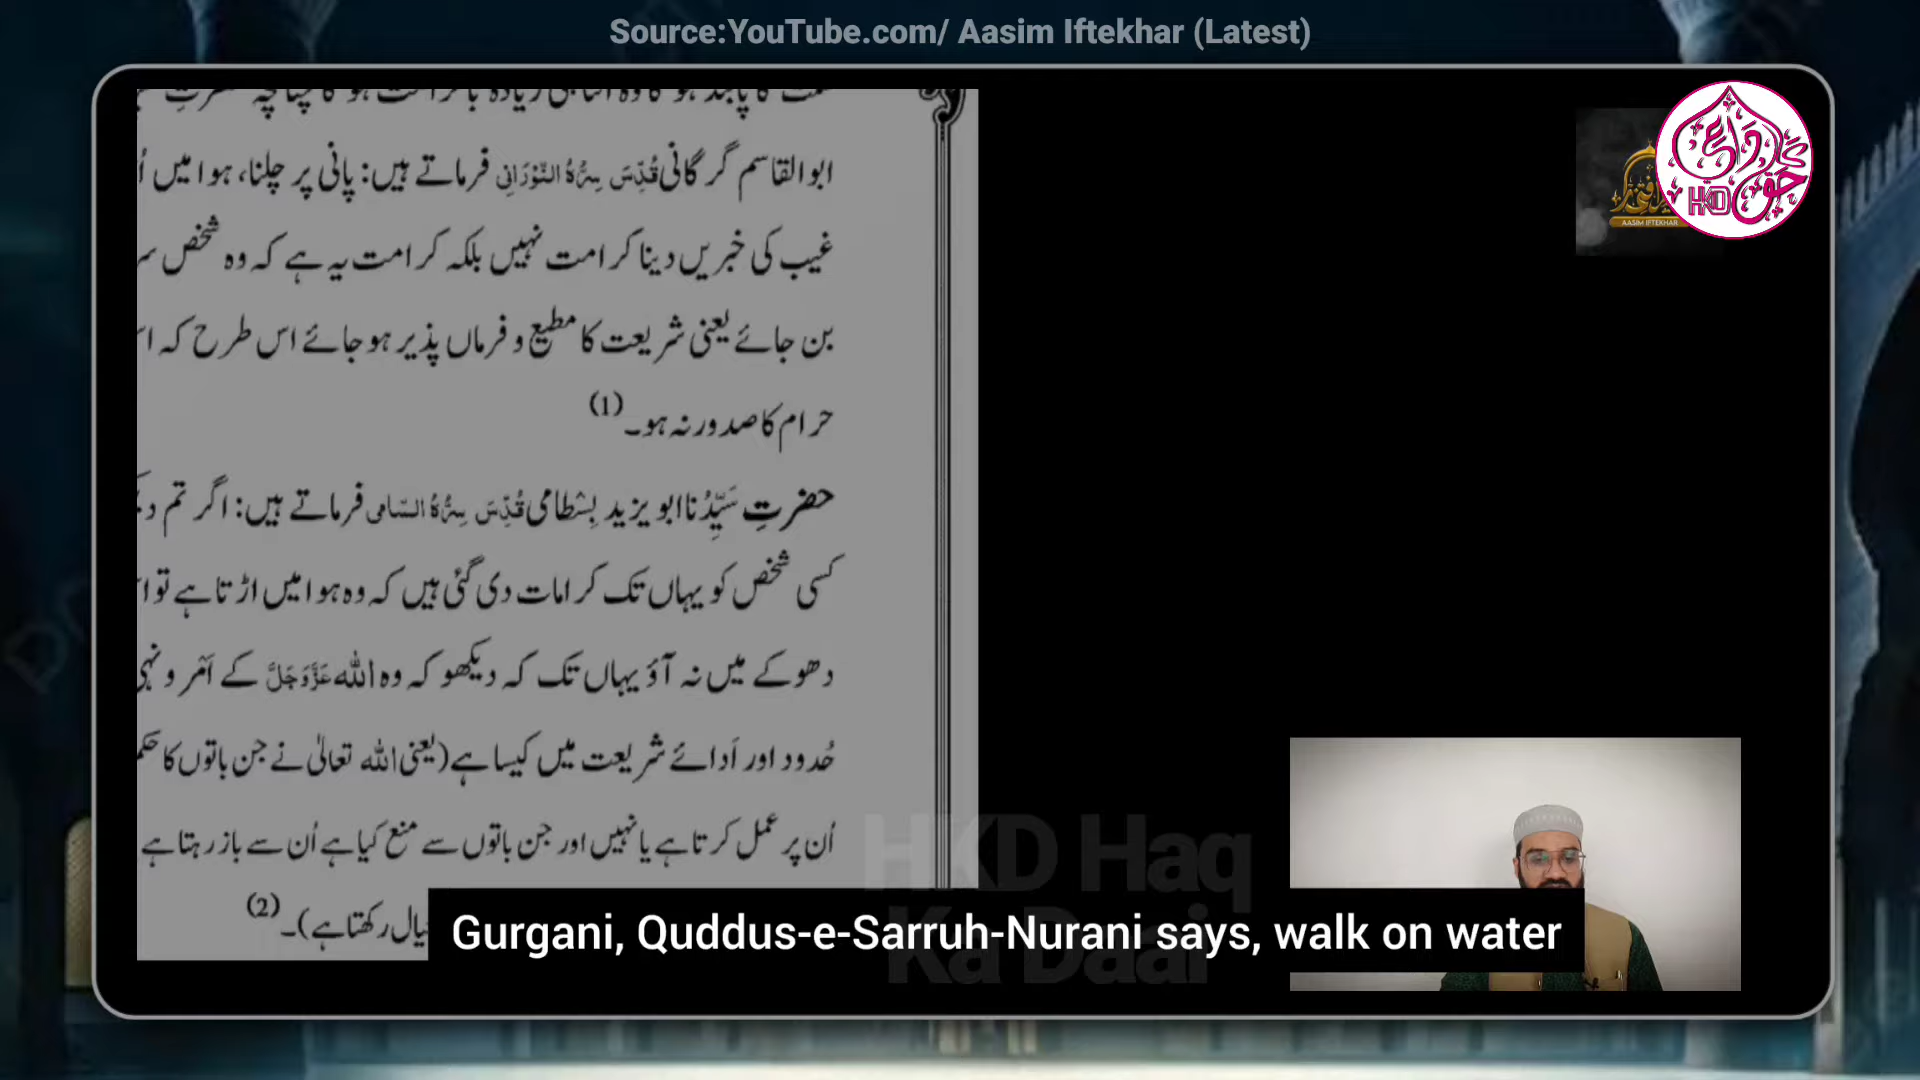 Source:YouTube.com/ Aasim Iftekhar (Latest)
ابو القاسم گرگانی قُدِّسَ سِرُّہُ النُّوْرَانِی فرماتے ہیں: پانی پر چلنا، ہوا میں
غیب کی خبریں دینا کرامت نہیں بلکہ کرامت یہ ہے کہ وہ شخص
بن جائے یعنی شریعت کا مطیع و فرماں پذیر ہو جائے اس طرح کہ
حرام کا صدور نہ ہو۔ (1)
حضرتِ سَیِّدُنا ابو یزید بِسْطامی قُدِّسَ سِرُّہُ السَّامی فرماتے ہیں: اگر تم
کسی شخص کو یہاں تک کرامات دی گئی ہیں کہ وہ ہوا میں اڑتا ہے تو
دھوکے میں نہ آؤ یہاں تک کہ دیکھو کہ وہ اللہ عَزَّوَجَلَّ کے اَمْر و نہی
حُدود اور اَدائے شریعت میں کیسا ہے (یعنی اللہ تعالیٰ نے جن باتوں کا
اُن پر عمل کرتا ہے یا نہیں اور جن باتوں سے منع کیا ہے اُن سے باز رہتا ہے
رکھتا ہے)۔ (2)
AASIM IFTEKHAR
HKD
HKD Haq
Ka Daai
Gurgani, Quddus-e-Sarruh-Nurani says, walk on water